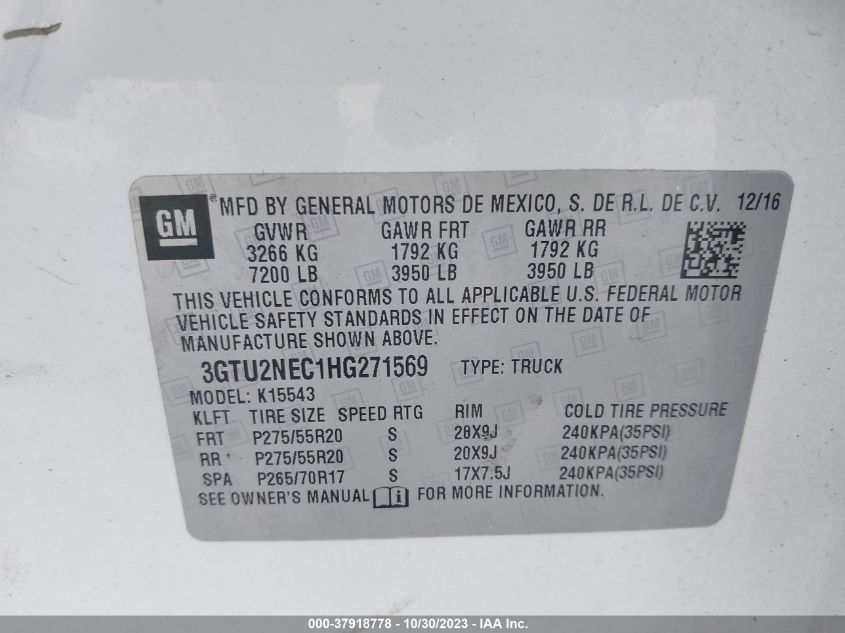 GM ® MFD BY GENERAL MOTORS DE MEXICO, S. DE R.L. DE C.V. 12/16
GVWR GAWR FRT GAWR RR
3266 KG 1792 KG 1792 KG
7200 LB 3950 LB 3950 LB
THIS VEHICLE CONFORMS TO ALL APPLICABLE U.S. FEDERAL MOTOR
VEHICLE SAFETY STANDARDS IN EFFECT ON THE DATE OF
MANUFACTURE SHOWN ABOVE.
3GTU2NEC1HG271569 TYPE: TRUCK
MODEL: K15543
KLFT TIRE SIZE SPEED RTG RIM COLD TIRE PRESSURE
FRT P275/55R20 S 20X9J 240KPA(35PSI)
RR P275/55R20 S 20X9J 240KPA(35PSI)
SPA P265/70R17 S 17X7.5J 240KPA(35PSI)
SEE OWNER'S MANUAL FOR MORE INFORMATION.
000-37918778 - 10/30/2023 - © IAA, Inc.